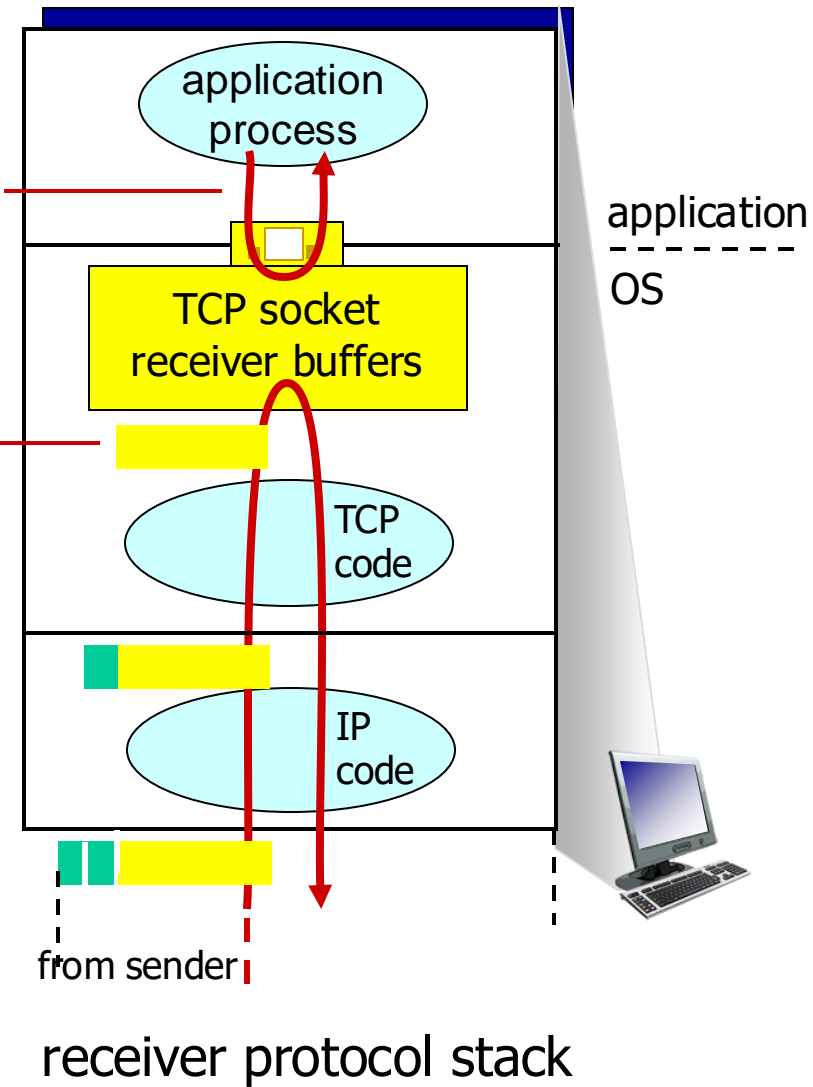 application
process
application
OS
TCP socket
receiver buffers
TCP
code
IP
code
from sender
receiver protocol stack